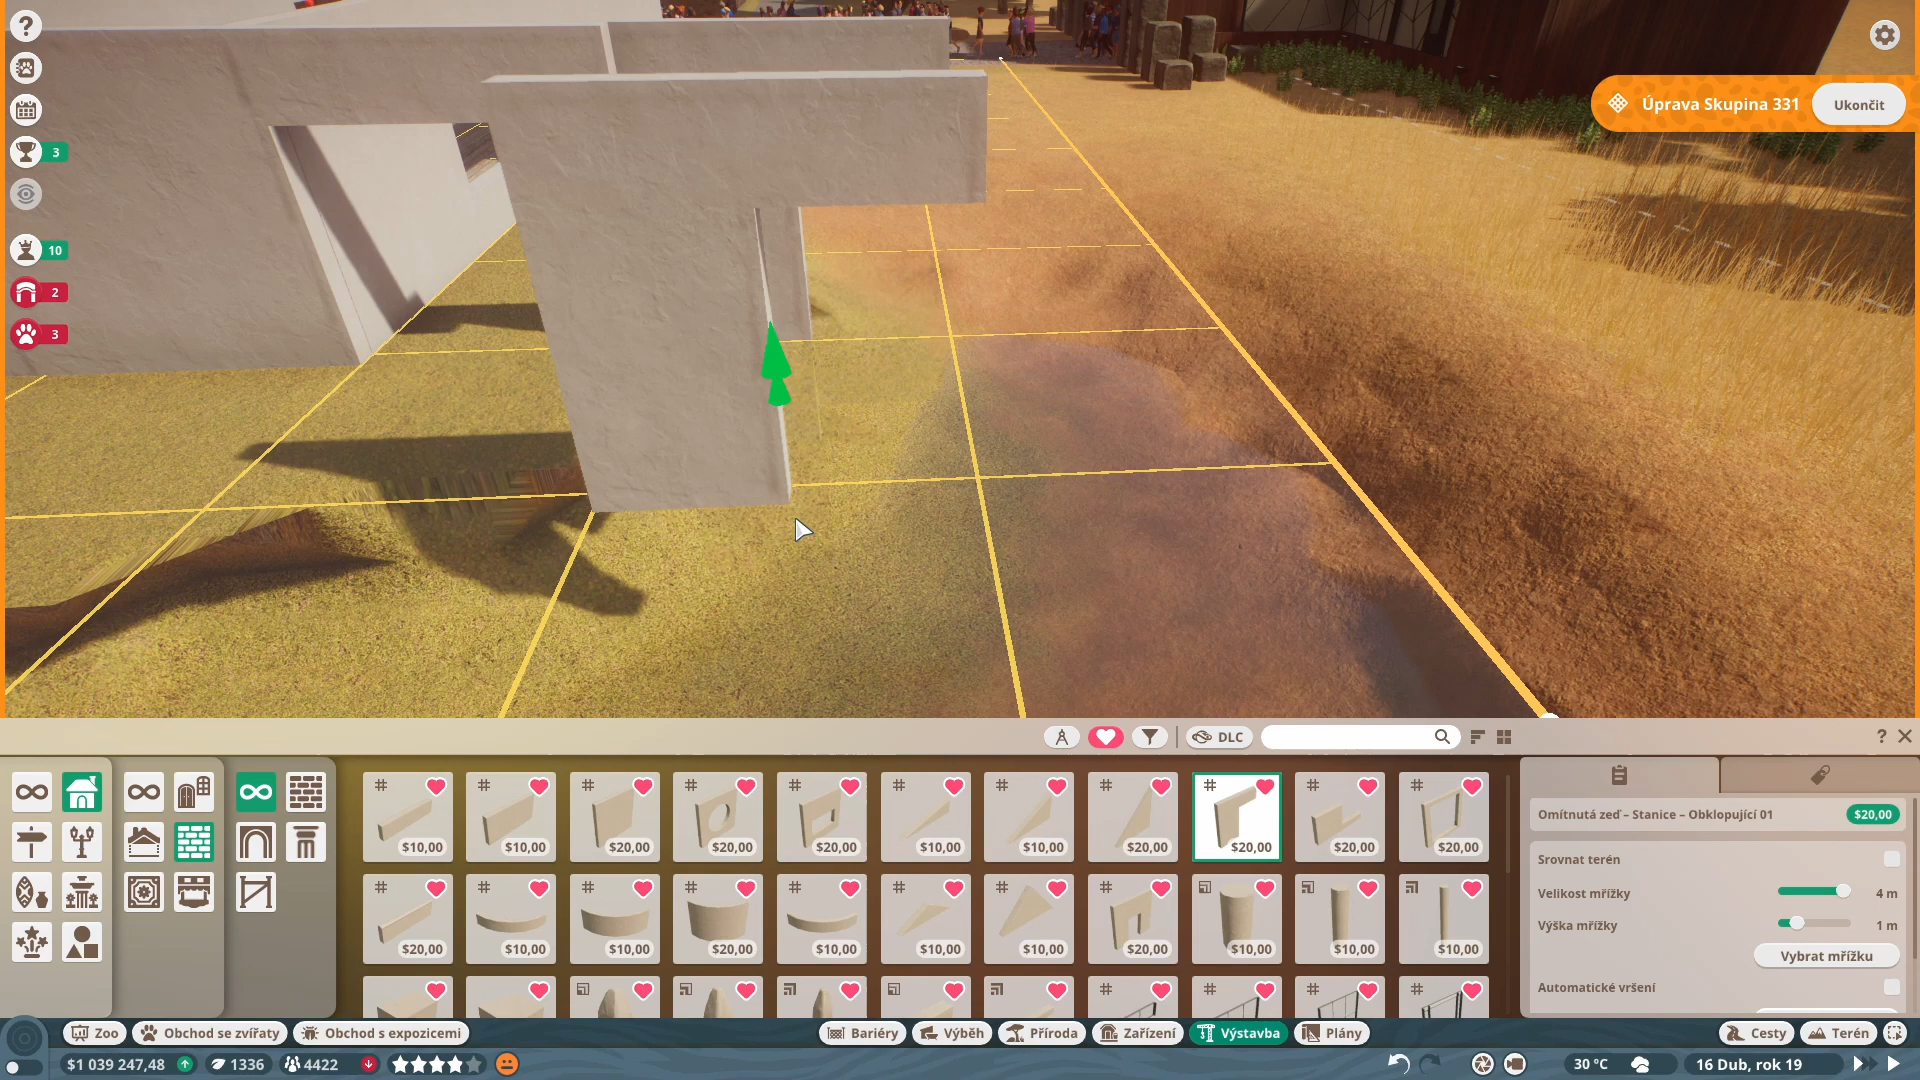 ?
3
10
2
3
Úprava Skupina 331
Ukončit
DLC
?
$10,00
$10,00
$20,00
$20,00
$20,00
$10,00
$10,00
$20,00
$20,00
$20,00
$20,00
$20,00
$10,00
$10,00
$20,00
$10,00
$10,00
$10,00
$20,00
$10,00
$10,00
$10,00
Omítnutá zeď – Stanice – Obklopující 01
$20,00
Srovnat terén
Velikost mřížky
4 m
Výška mřížky
1 m
Vybrat mřížku
Automatické vršení
Zoo
Obchod se zvířaty
Obchod s expozicemi
Bariéry
Výběh
Příroda
Zařízení
Výstavba
Plány
Cesty
Terén
$1 039 247,48
1336
4422
30 °C
16 Dub, rok 19